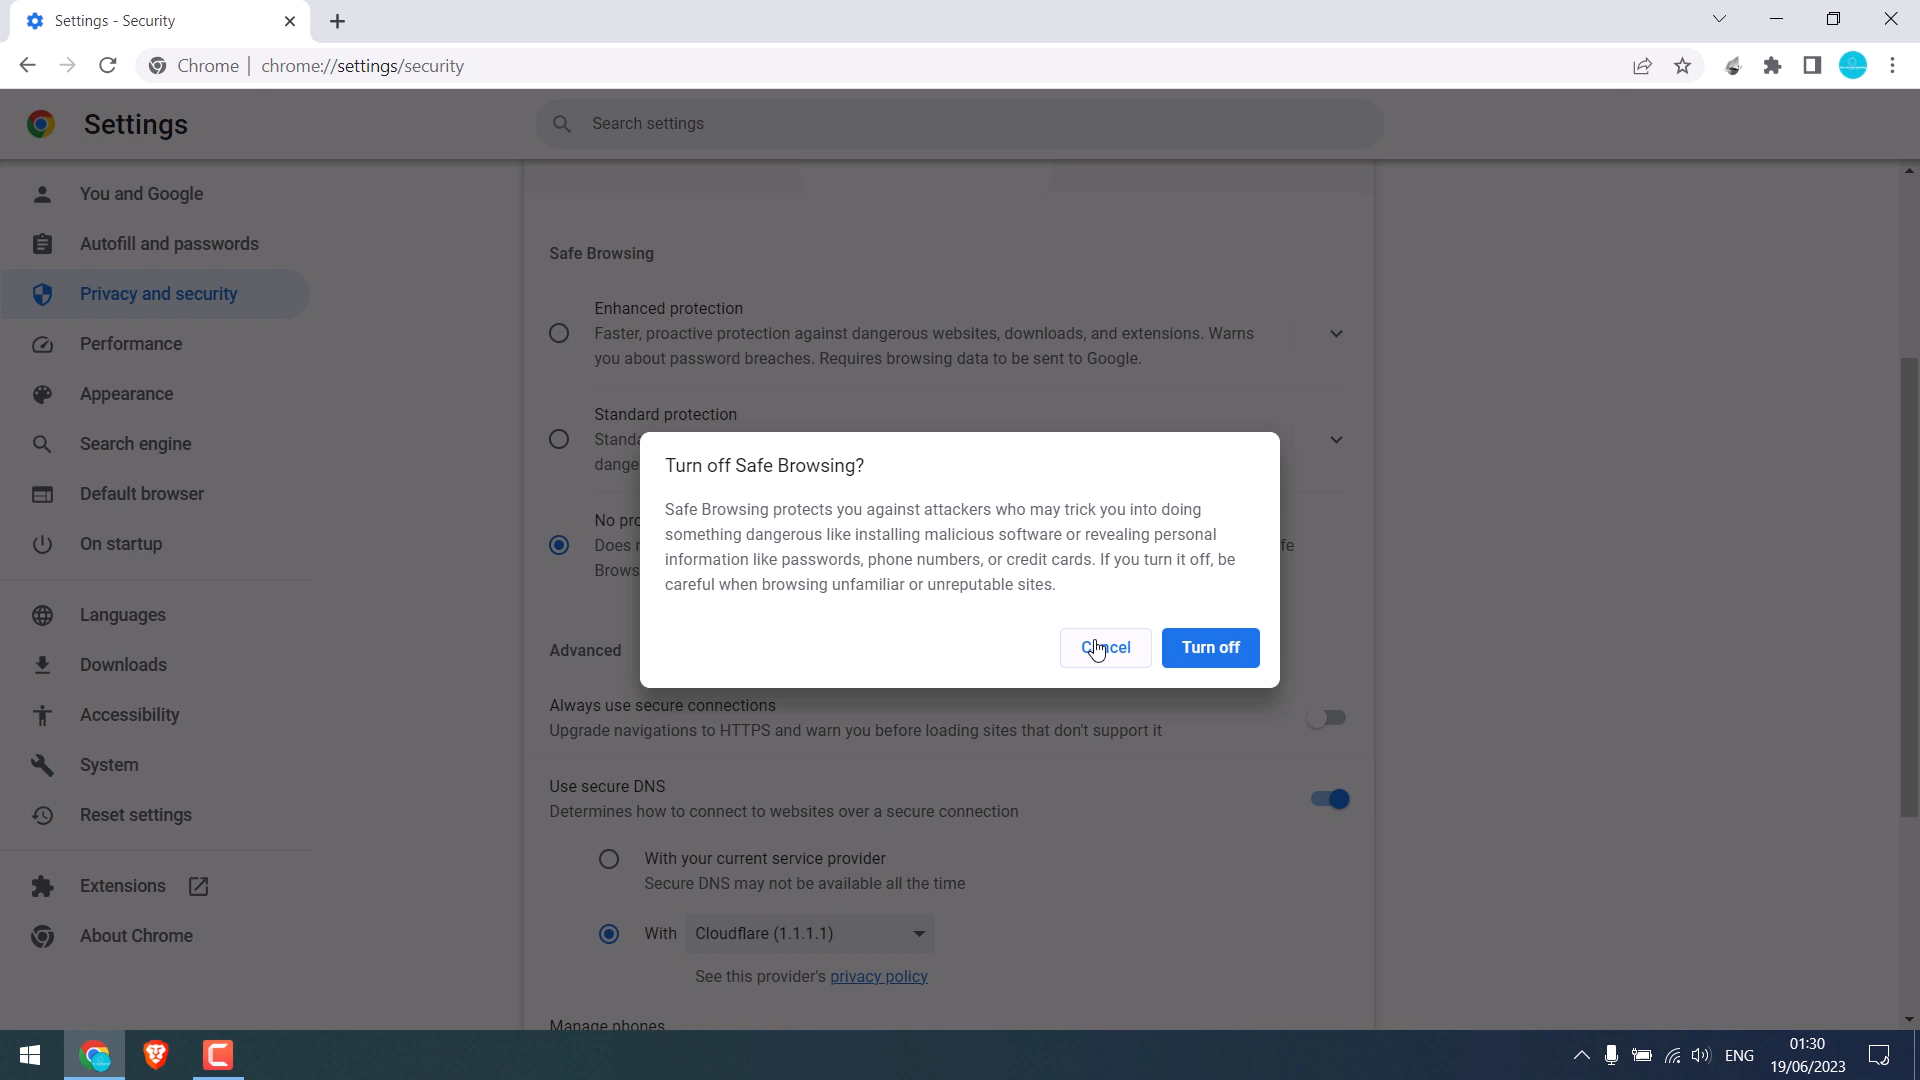 Settings - Security
Chrome | chrome://settings/security
Settings
Search settings
You and Google
Autofill and passwords
Privacy and security
Performance
Appearance
Search engine
Default browser
On startup
Languages
Downloads
Accessibility
System
Reset settings
Extensions
About Chrome
Safe Browsing
Enhanced protection
Faster, proactive protection against dangerous websites, downloads, and extensions. Warns
you about password breaches. Requires browsing data to be sent to Google.
Standard protection
Standa
dange
No pro
Does
fe
Brows
Turn off Safe Browsing?
Safe Browsing protects you against attackers who may trick you into doing
something dangerous like installing malicious software or revealing personal
information like passwords, phone numbers, or credit cards. If you turn it off, be
careful when browsing unfamiliar or unreputable sites.
Cancel
Turn off
Advanced
Always use secure connections
Upgrade navigations to HTTPS and warn you before loading sites that don't support it
Use secure DNS
Determines how to connect to websites over a secure connection
With your current service provider
Secure DNS may not be available all the time
With Cloudflare (1.1.1.1)
See this provider's privacy policy
Manage phones
ENG
01:30
19/06/2023